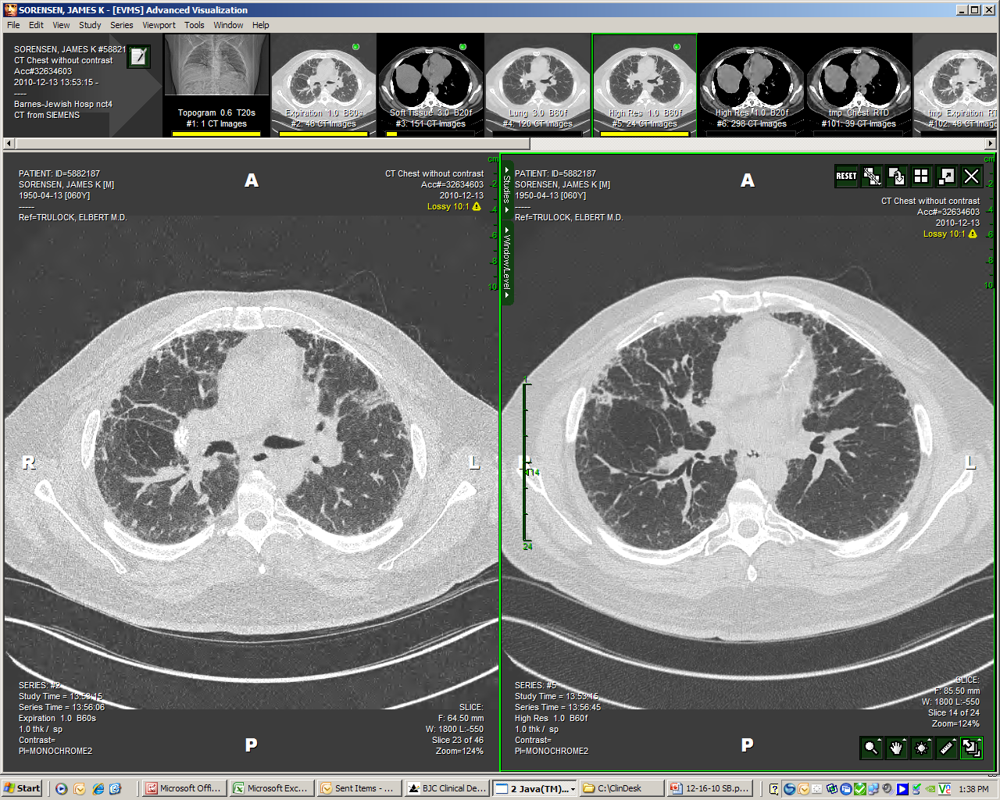 SORENSEN, JAMES K - [EVMS] Advanced Visualization
File Edit View Study Series Viewport Tools Window Help
SORENSEN, JAMES K #58821
CT Chest without contrast
Acc#32634603
2010-12-13 13:53:15 -
----
Barnes-Jewish Hosp nct4
CT from SIEMENS
Topogram 0.6 T20s
#1: 1 CT Images
Expiration 1.0 B60s
#2: 46 CT Images
Soft Tissue 3.0 B20f
#3: 151 CT Images
Lung 3.0 B60f
#4: 120 CT Images
High Res 1.0 B60f
#5: 24 CT Images
High Res 1.0 B20f
#6: 298 CT Images
tmp Chest RTD
#101: 39 CT Images
tmp Expiration RT
#102: 46 CT Images
PATIENT: ID=5882187
SORENSEN, JAMES K [M]
1950-04-13 [060Y]
-----
Ref=TRULOCK, ELBERT M.D.
A
CT Chest without contrast
Acc#=32634603
2010-12-13
Lossy 10:1
cm
-2
-4
-6
-8
10
R
L
SERIES: #2
Study Time = 13:53:15
Series Time = 13:56:06
Expiration 1.0 B60s
1.0 thk / sp
Contrast=
PI=MONOCHROME2
P
SLICE:
F: 64.50 mm
W: 1800 L:-550
Slice 23 of 46
Zoom=124%
Studies
Window/Level
PATIENT: ID=5882187
SORENSEN, JAMES K [M]
1950-04-13 [060Y]
-----
Ref=TRULOCK, ELBERT M.D.
A
RESET
CT Chest without contrast
Acc#=32634603
2010-12-13
Lossy 10:1
cm
-2
-4
-6
-8
10
1
14
24
R
L
SERIES: #5
Study Time = 13:53:15
Series Time = 13:56:45
High Res 1.0 B60f
1.0 thk / sp
Contrast=
PI=MONOCHROME2
P
SLICE:
F: 85.50 mm
W: 1800 L:-550
Slice 14 of 24
Zoom=124%
Start
Microsoft Offi...
Microsoft Exc...
Sent Items - ...
BJC Clinical De...
2 Java(TM)...
C:\ClinDesk
12-16-10 SB.p...
1:38 PM